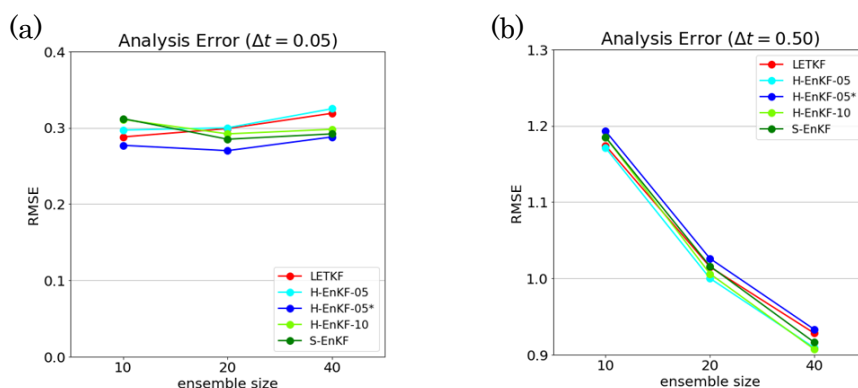 (a)
Analysis Error (Δt = 0.05)
RMSE
0.4
0.3
0.2
0.1
0.0
LETKF
H-EnKF-05
H-EnKF-05*
H-EnKF-10
S-EnKF
10 20 40
ensemble size
(b)
Analysis Error (Δt = 0.50)
RMSE
1.3
1.2
1.1
1.0
0.9
LETKF
H-EnKF-05
H-EnKF-05*
H-EnKF-10
S-EnKF
10 20 40
ensemble size